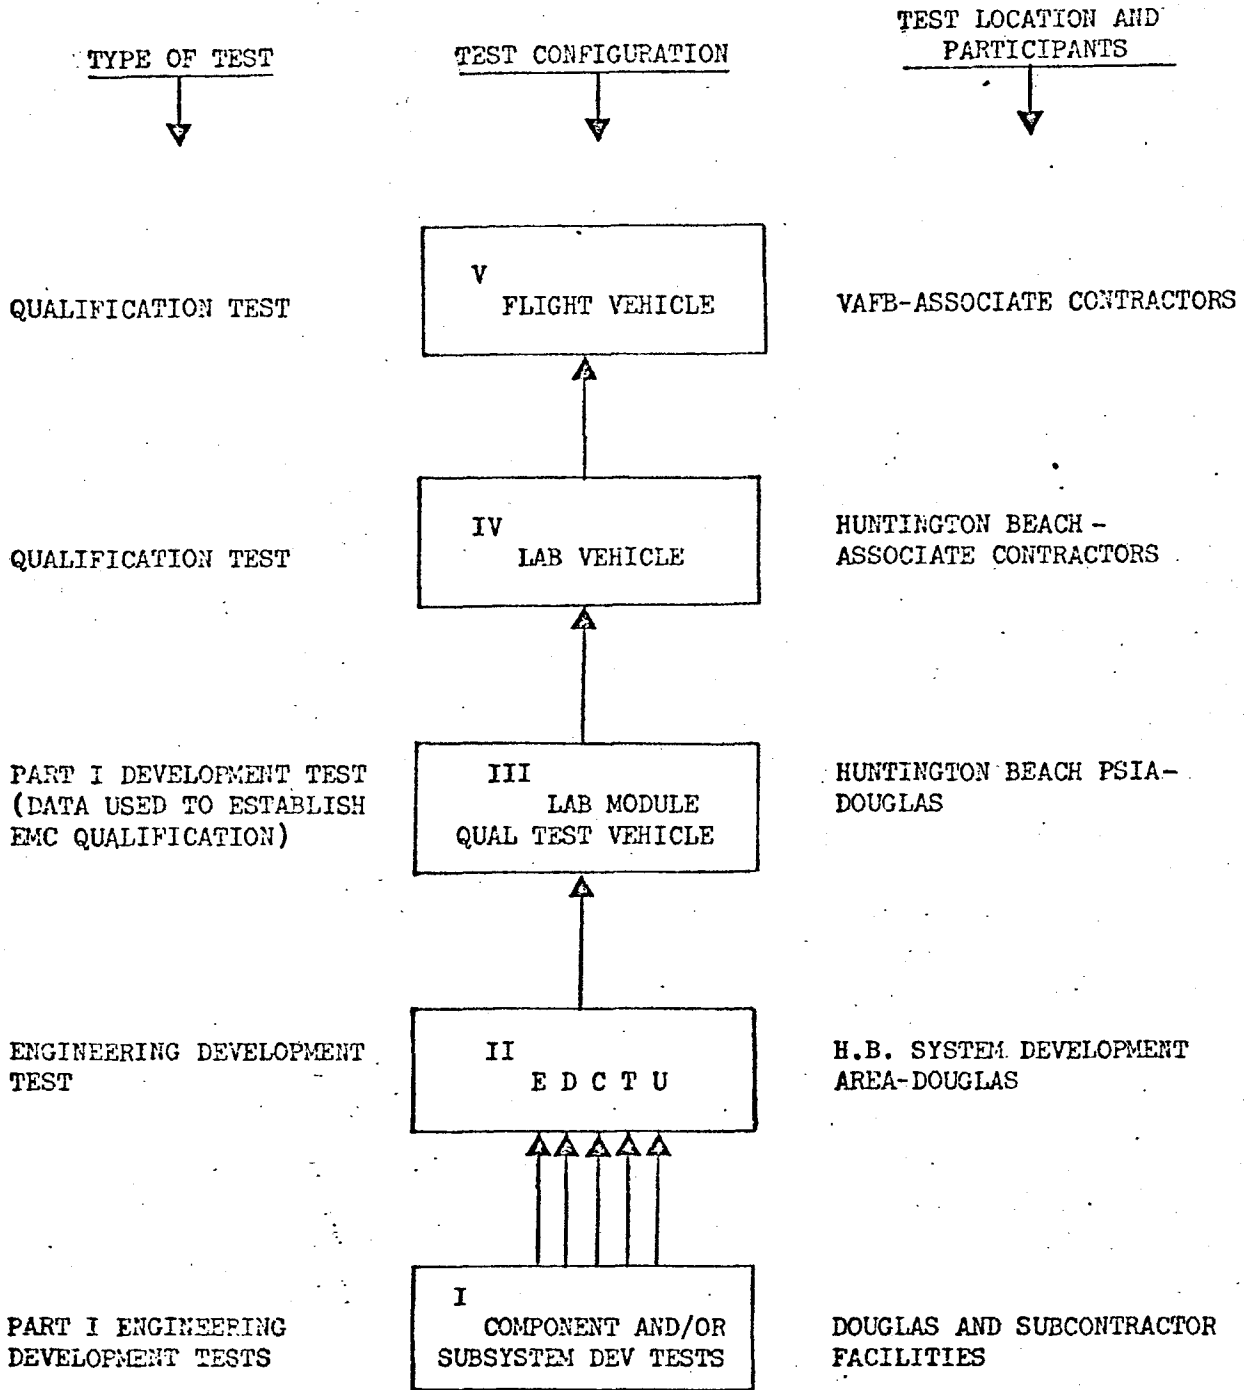 TYPE OF TEST
TEST CONFIGURATION
TEST LOCATION AND
PARTICIPANTS
QUALIFICATION TEST
V
FLIGHT VEHICLE
VAFB-ASSOCIATE CONTRACTORS
QUALIFICATION TEST
IV
LAB VEHICLE
HUNTINGTON BEACH -
ASSOCIATE CONTRACTORS
PART I DEVELOPMENT TEST
(DATA USED TO ESTABLISH
EMC QUALIFICATION)
III
LAB MODULE
QUAL TEST VEHICLE
HUNTINGTON BEACH PSIA-
DOUGLAS
ENGINEERING DEVELOPMENT
TEST
II
E D C T U
H.B. SYSTEM DEVELOPMENT
AREA-DOUGLAS
PART I ENGINEERING
DEVELOPMENT TESTS
I
COMPONENT AND/OR
SUBSYSTEM DEV TESTS
DOUGLAS AND SUBCONTRACTOR
FACILITIES